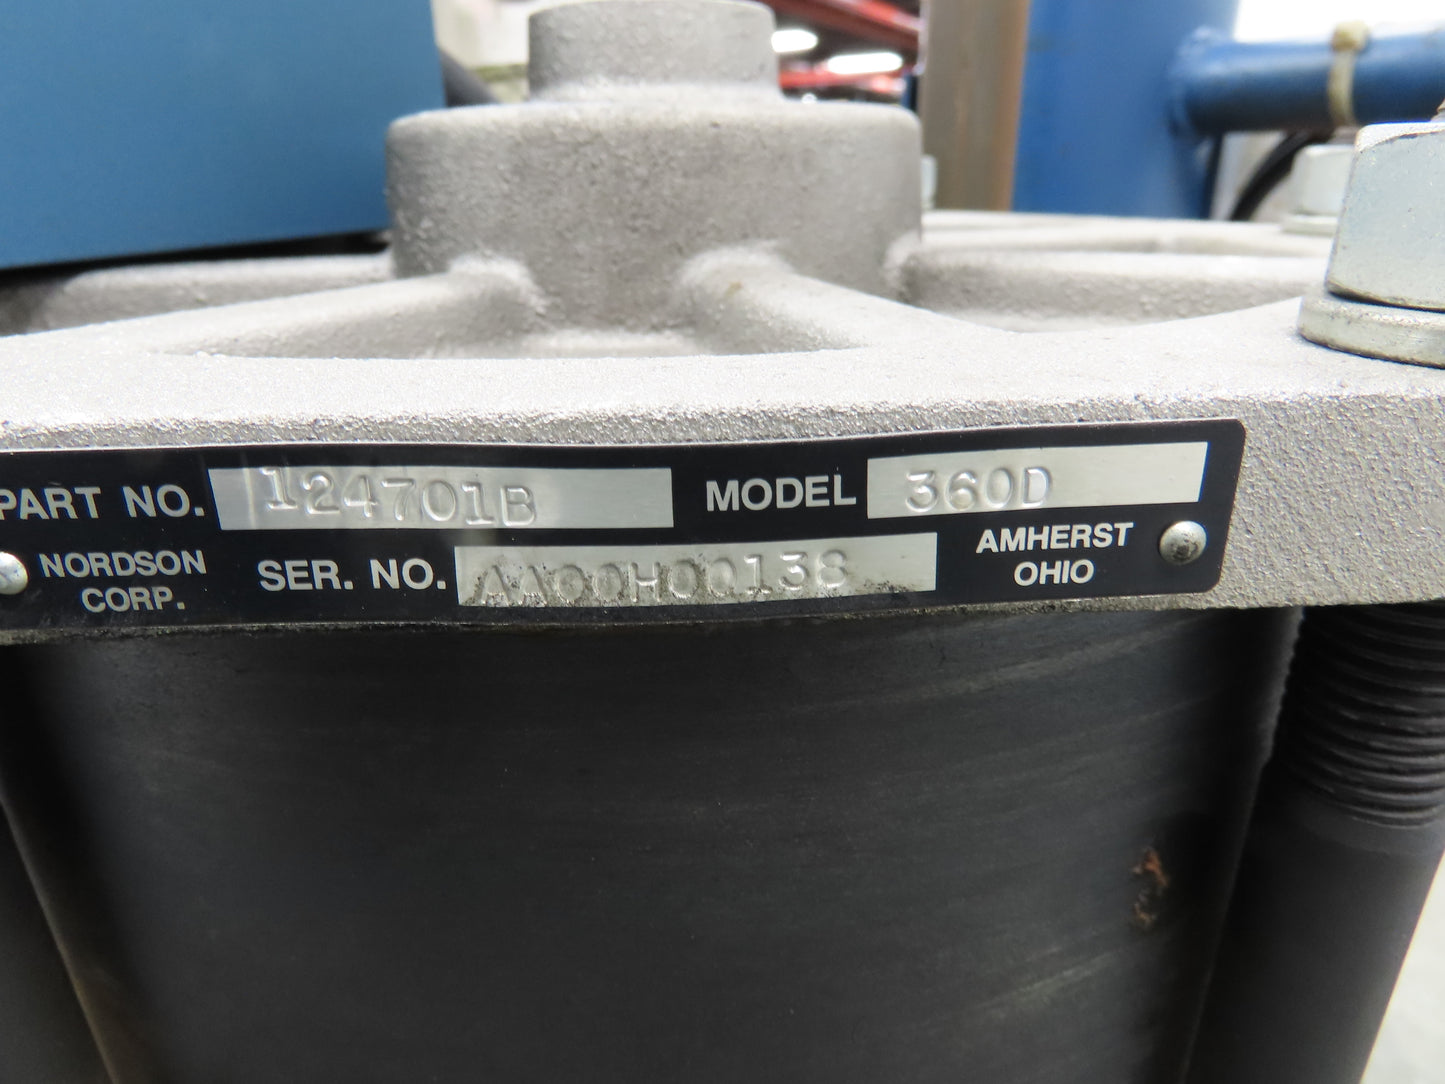 PART NO. 124701B MODEL 360D
NORDSON CORP. SER. NO. AA00H00138 AMHERST OHIO